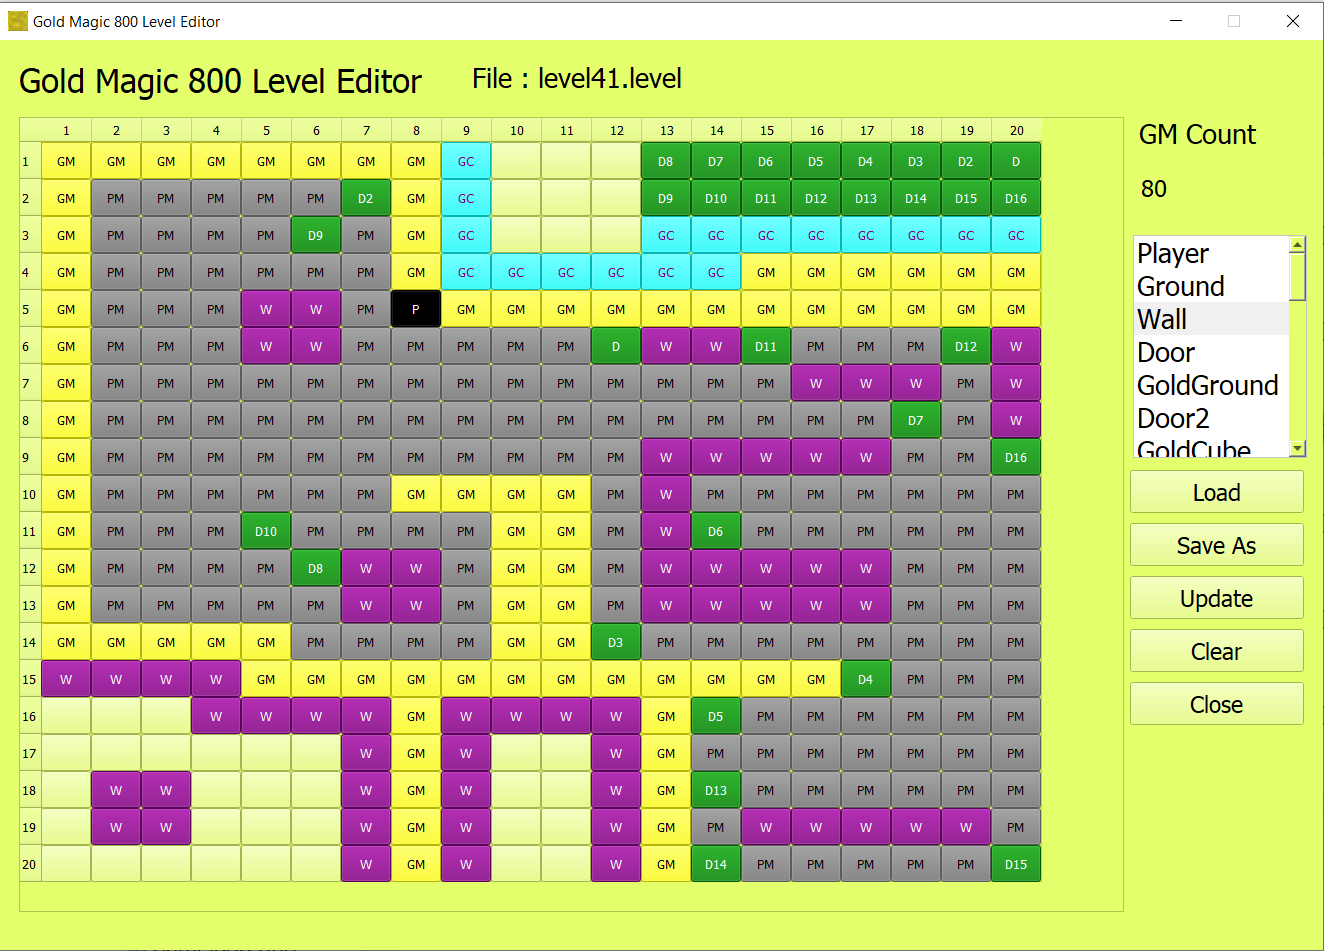 Gold Magic 800 Level Editor
Gold Magic 800 Level Editor File : level41.level
1 2 3 4 5 6 7 8 9 10 11 12 13 14 15 16 17 18 19 20
1 GM GM GM GM GM GM GM GM GC D8 D7 D6 D5 D4 D3 D2 D
2 GM PM PM PM PM PM D2 GM GC D9 D10 D11 D12 D13 D14 D15 D16
3 GM PM PM PM PM D9 PM GM GC GC GC GC GC GC GC GC GC
4 GM PM PM PM PM PM PM GM GC GC GC GC GC GC GM GM GM GM GM GM
5 GM PM PM PM W W PM P GM GM GM GM GM GM GM GM GM GM GM GM
6 GM PM PM PM W W PM PM PM PM PM D W W D11 PM PM PM D12 W
7 GM PM PM PM PM PM PM PM PM PM PM PM PM PM PM W W W PM W
8 GM PM PM PM PM PM PM PM PM PM PM PM PM PM PM PM PM D7 PM W
9 GM PM PM PM PM PM PM PM PM PM PM PM W W W W W PM PM D16
10 GM PM PM PM PM PM PM GM GM GM GM PM W PM PM PM PM PM PM PM
11 GM PM PM PM D10 PM PM PM PM GM GM PM W D6 PM PM PM PM PM PM
12 GM PM PM PM PM D8 W W PM GM GM PM W W W W W PM PM PM
13 GM PM PM PM PM PM W W PM GM GM PM W W W W W PM PM PM
14 GM GM GM GM GM PM PM PM PM GM GM D3 PM PM PM PM PM PM PM PM
15 W W W W GM GM GM GM GM GM GM GM GM GM GM GM D4 PM PM PM
16 W W W W GM W W W W GM D5 PM PM PM PM PM PM
17 W GM W W GM PM PM PM PM PM PM PM
18 W W W GM W W GM D13 PM PM PM PM PM PM
19 W W W GM W W GM PM W W W W W PM
20 W GM W W GM D14 PM PM PM PM PM D15
GM Count
80
Player
Ground
Wall
Door
GoldGround
Door2
GoldCube
Load
Save As
Update
Clear
Close